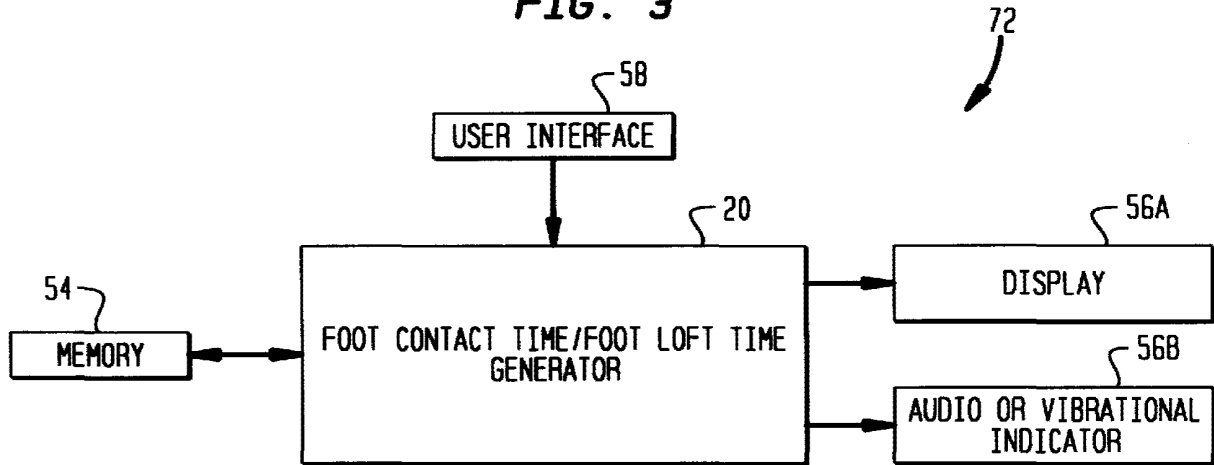 FIG. 3
72
58
USER INTERFACE
20
56A
DISPLAY
54
MEMORY
FOOT CONTACT TIME/FOOT LOFT TIME
GENERATOR
56B
AUDIO OR VIBRATIONAL
INDICATOR